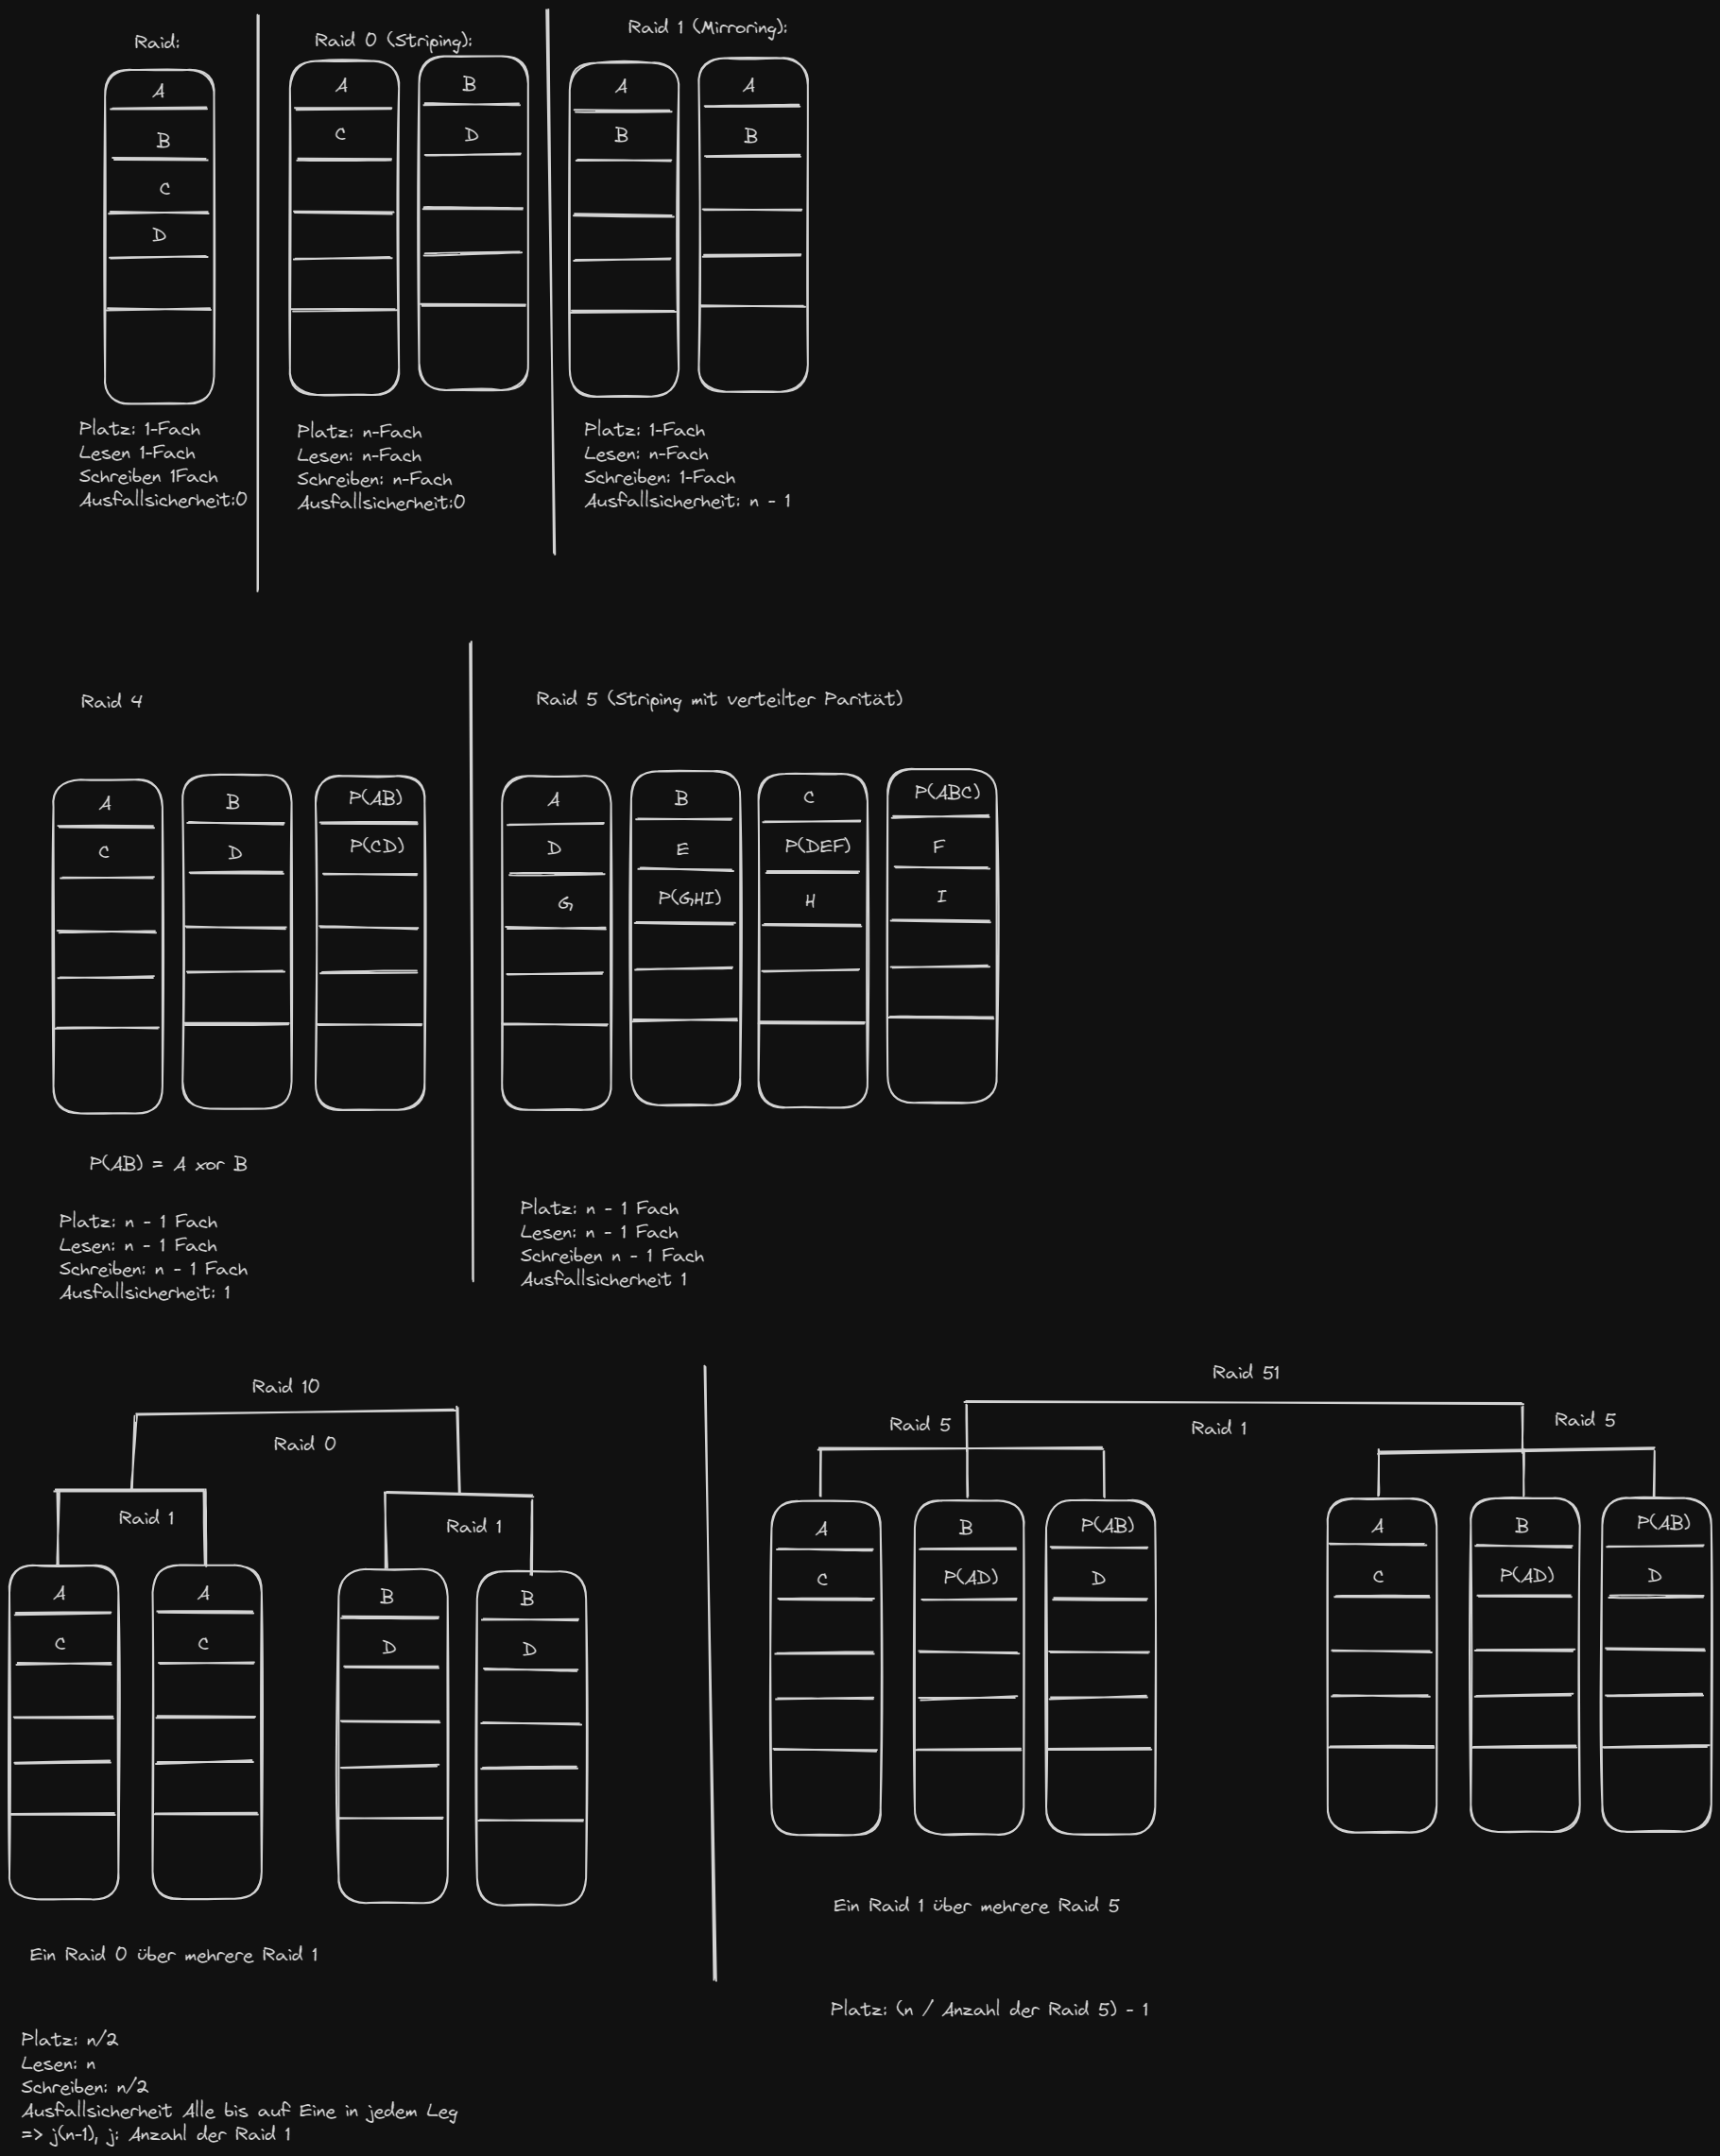 Raid:
A
B
C
D
Platz: 1-Fach
Lesen 1-Fach
Schreiben 1Fach
Ausfallsicherheit:0
Raid 0 (Striping):
A
B
C
D
Platz: n-Fach
Lesen: n-Fach
Schreiben: n-Fach
Ausfallsicherheit:0
Raid 1 (Mirroring):
A
A
B
B
Platz: 1-Fach
Lesen: n-Fach
Schreiben: 1-Fach
Ausfallsicherheit: n - 1
Raid 4
A
B
P(AB)
C
D
P(CD)
P(AB) = A xor B
Platz: n - 1 Fach
Lesen: n - 1 Fach
Schreiben: n - 1 Fach
Ausfallsicherheit: 1
Raid 5 (Striping mit verteilter Parität)
A
B
C
P(ABC)
D
E
P(DEF)
F
G
P(GHI)
H
I
Platz: n - 1 Fach
Lesen: n - 1 Fach
Schreiben n - 1 Fach
Ausfallsicherheit 1
Raid 10
Raid 0
Raid 1
Raid 1
A
A
B
B
C
C
D
D
Ein Raid 0 über mehrere Raid 1
Platz: n/2
Lesen: n
Schreiben: n/2
Ausfallsicherheit Alle bis auf Eine in jedem Leg
=> j(n-1), j: Anzahl der Raid 1
Raid 51
Raid 5
Raid 1
Raid 5
A
B
P(AB)
C
P(AD)
D
A
B
P(AB)
C
P(AD)
D
Ein Raid 1 über mehrere Raid 5
Platz: (n / Anzahl der Raid 5) - 1